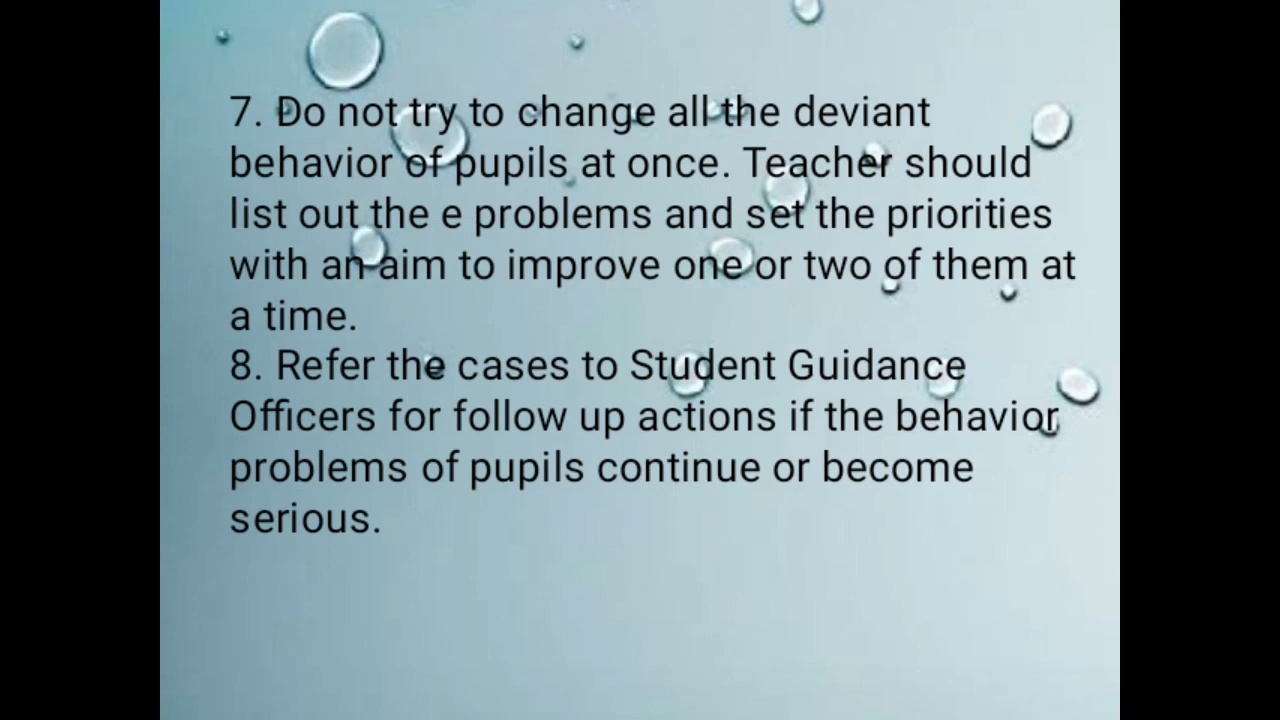 7. Do not try to change all the deviant
behavior of pupils at once. Teacher should
list out the e problems and set the priorities
with an aim to improve one or two of them at
a time.
8. Refer the cases to Student Guidance
Officers for follow up actions if the behavior
problems of pupils continue or become
serious.